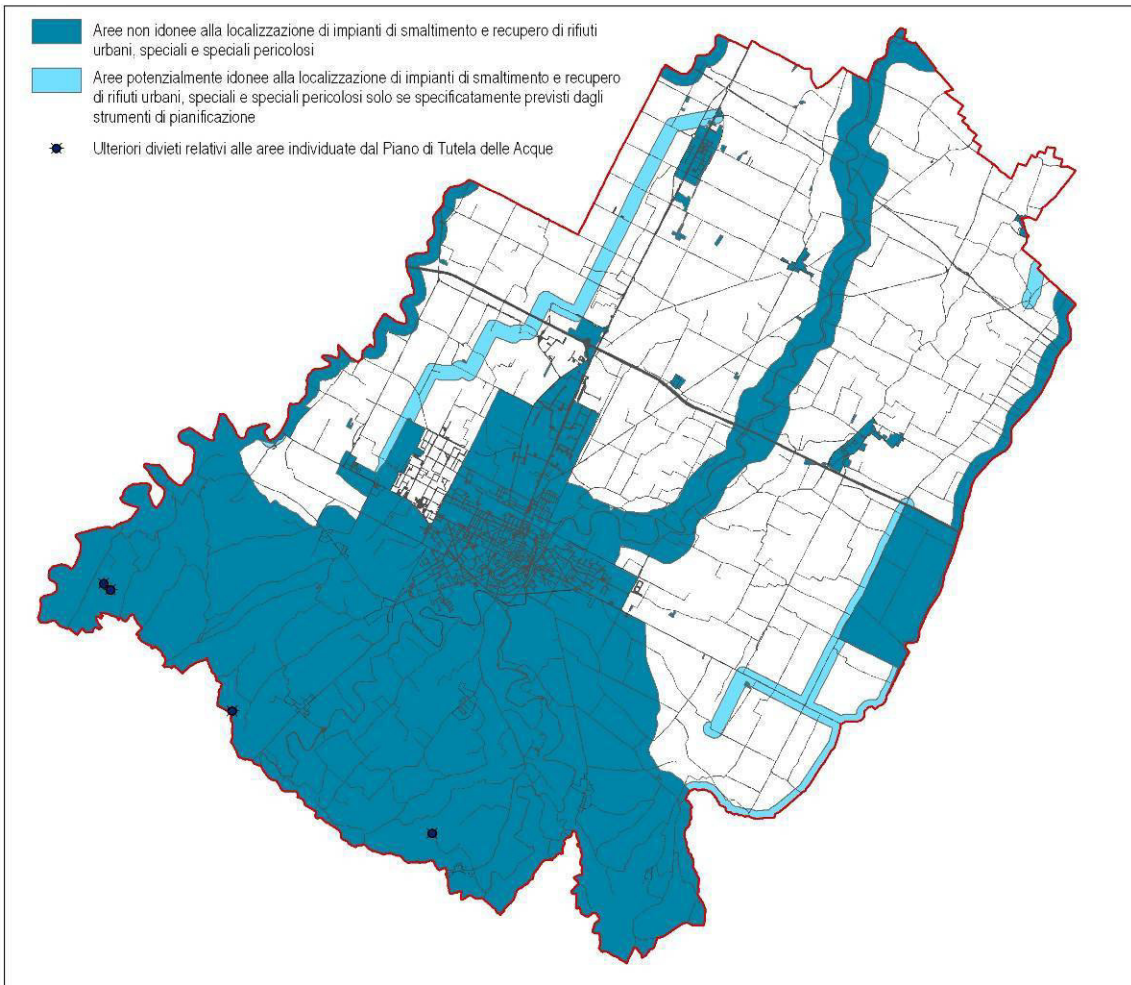 Aree non idonee alla localizzazione di impianti di smaltimento e recupero di rifiuti
urbani, speciali e speciali pericolosi
Aree potenzialmente idonee alla localizzazione di impianti di smaltimento e recupero
di rifiuti urbani, speciali e speciali pericolosi solo se specificatamente previsti dagli
strumenti di pianificazione
Ulteriori divieti relativi alle aree individuate dal Piano di Tutela delle Acque